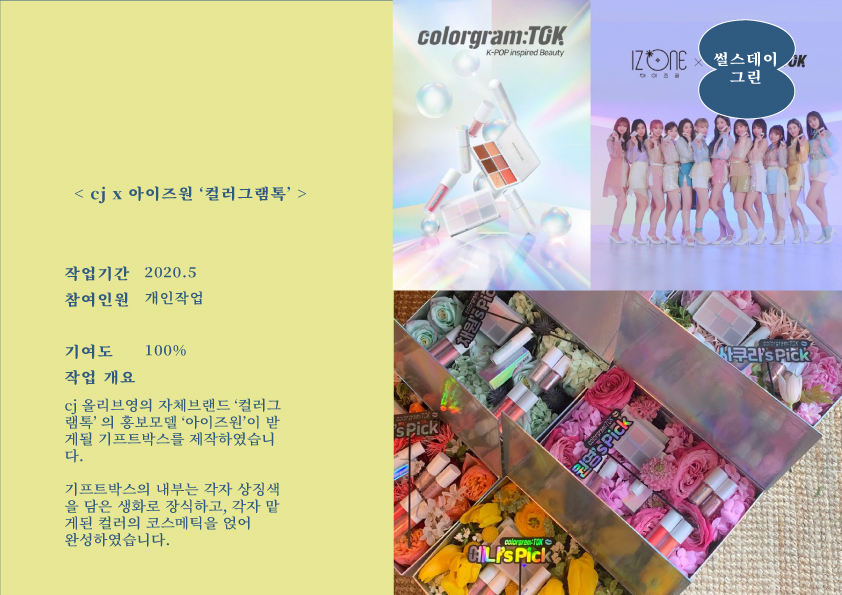 < cj x 아이즈원 ‘컬러그램톡’ >
작업기간 2020.5
참여인원 개인작업
기여도 100%
작업 개요
cj 올리브영의 자체브랜드 ‘컬러그
램톡’ 의 홍보모델 ‘아이즈원’이 받
게될 기프트박스를 제작하였습니
다.
기프트박스의 내부는 각자 상징색
을 담은 생화로 장식하고, 각자 맡
게된 컬러의 코스메틱을 얹어
완성하였습니다.
colorgram:TOK
K-POP inspired Beauty
IZ*ONE ×
아이즈원
썰스데이
그린
채원's Pick
colorgram:TOK
사쿠라's Pick
's Pick
colorgram:TOK
원영's Pick
colorgram:TOK
예나's Pick